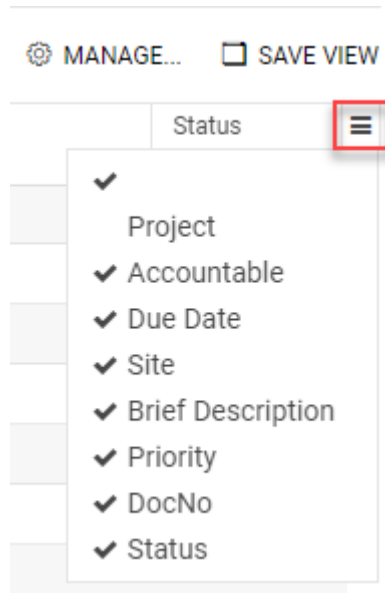 MANAGE... SAVE VIEW
Status
Project
Accountable
Due Date
Site
Brief Description
Priority
DocNo
Status